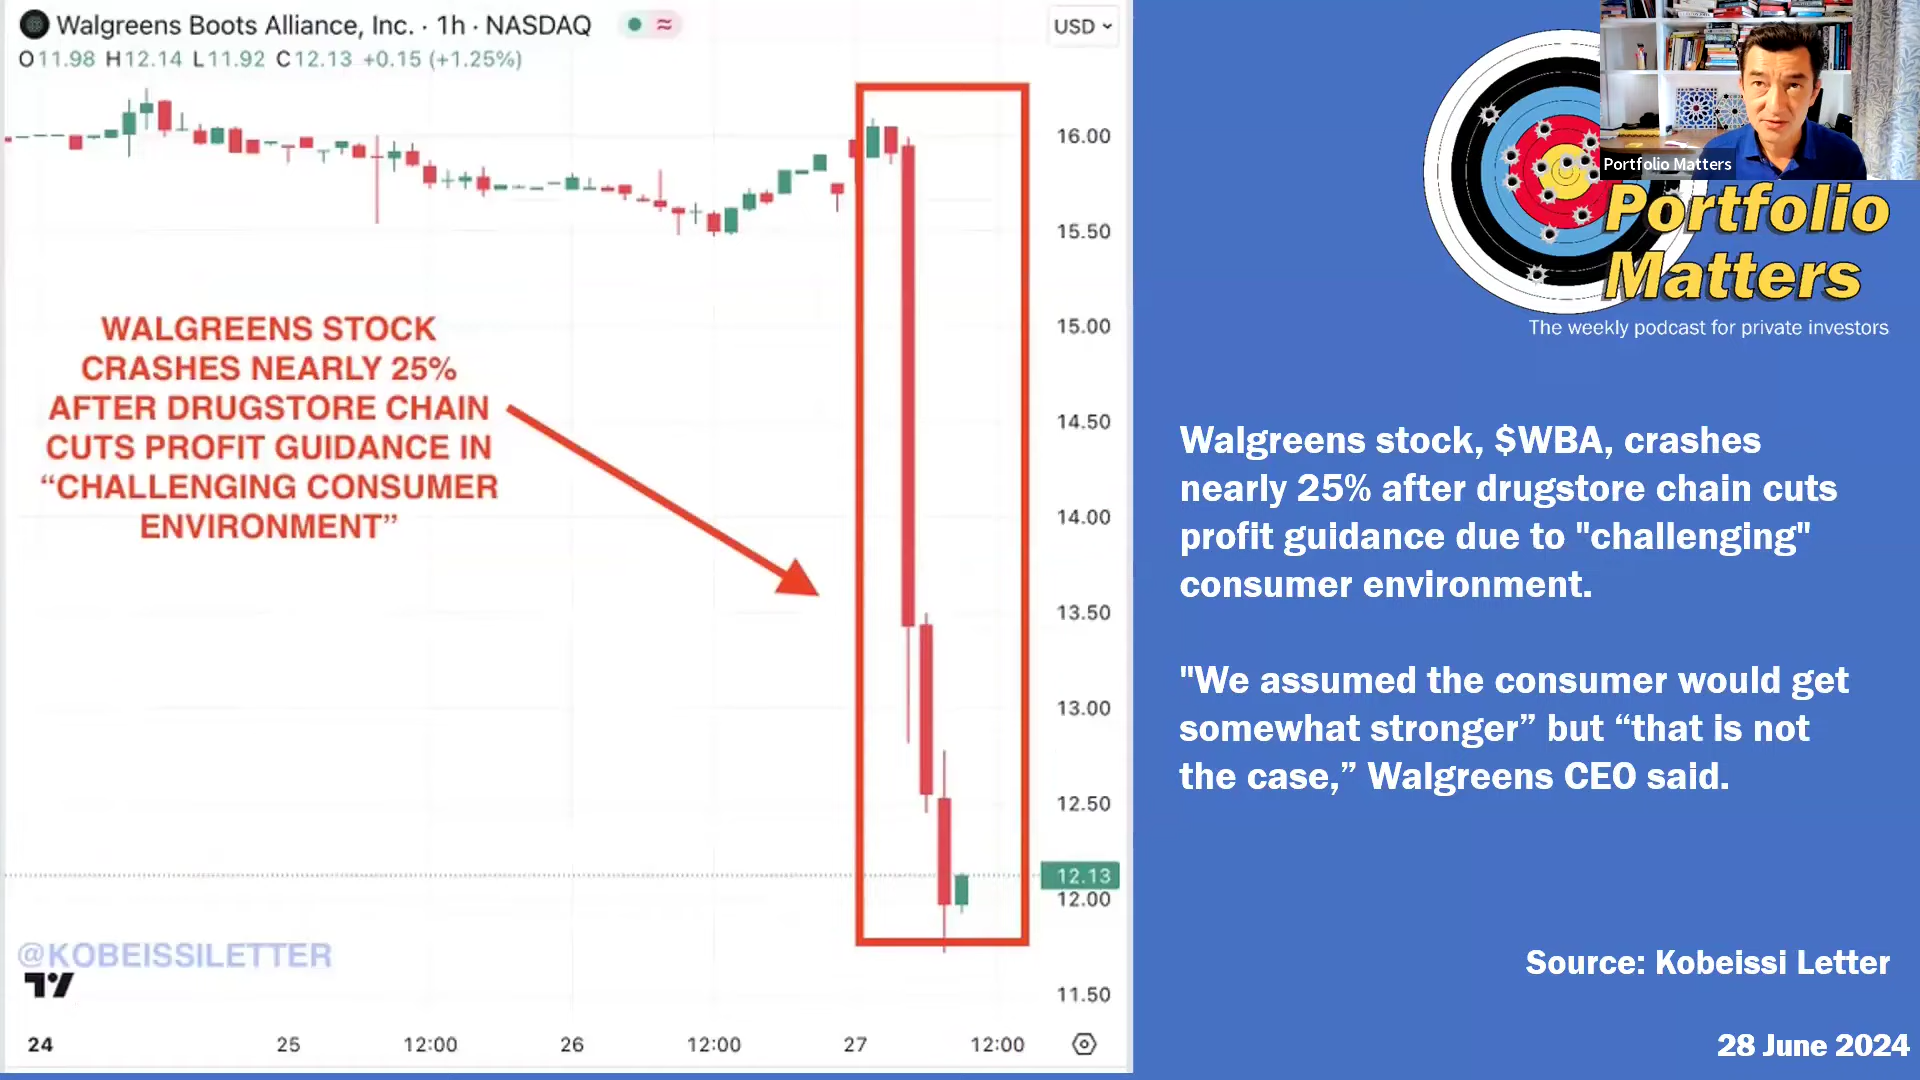 Walgreens Boots Alliance, Inc. · 1h · NASDAQ
USD
O11.98 H12.14 L11.92 C12.13 +0.15 (+1.25%)
16.00
15.50
15.00
14.50
14.00
13.50
13.00
12.50
12.13
12.00
11.50
WALGREENS STOCK
CRASHES NEARLY 25%
AFTER DRUGSTORE CHAIN
CUTS PROFIT GUIDANCE IN
“CHALLENGING CONSUMER
ENVIRONMENT”
@KOBEISSILETTER
24
25
12:00
26
12:00
27
12:00
Portfolio Matters
Portfolio
Matters
The weekly podcast for private investors
Walgreens stock, $WBA, crashes
nearly 25% after drugstore chain cuts
profit guidance due to "challenging"
consumer environment.
"We assumed the consumer would get
somewhat stronger” but “that is not
the case,” Walgreens CEO said.
Source: Kobeissi Letter
28 June 2024